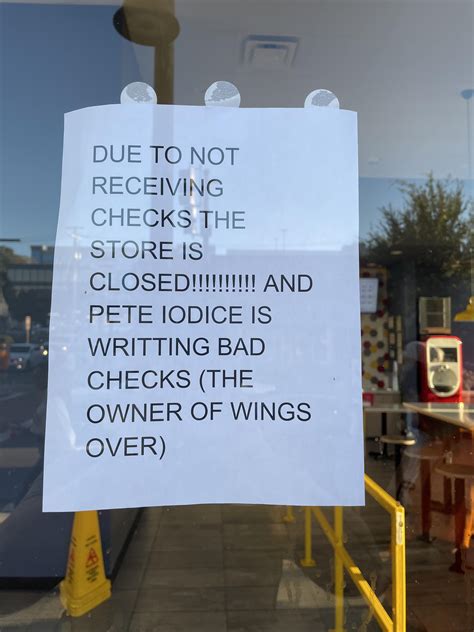 DUE TO NOT
RECEIVING
CHECKS THE
STORE IS
CLOSED!!!!!!!!!! AND
PETE IODICE IS
WRITTING BAD
CHECKS (THE
OWNER OF WINGS
OVER)